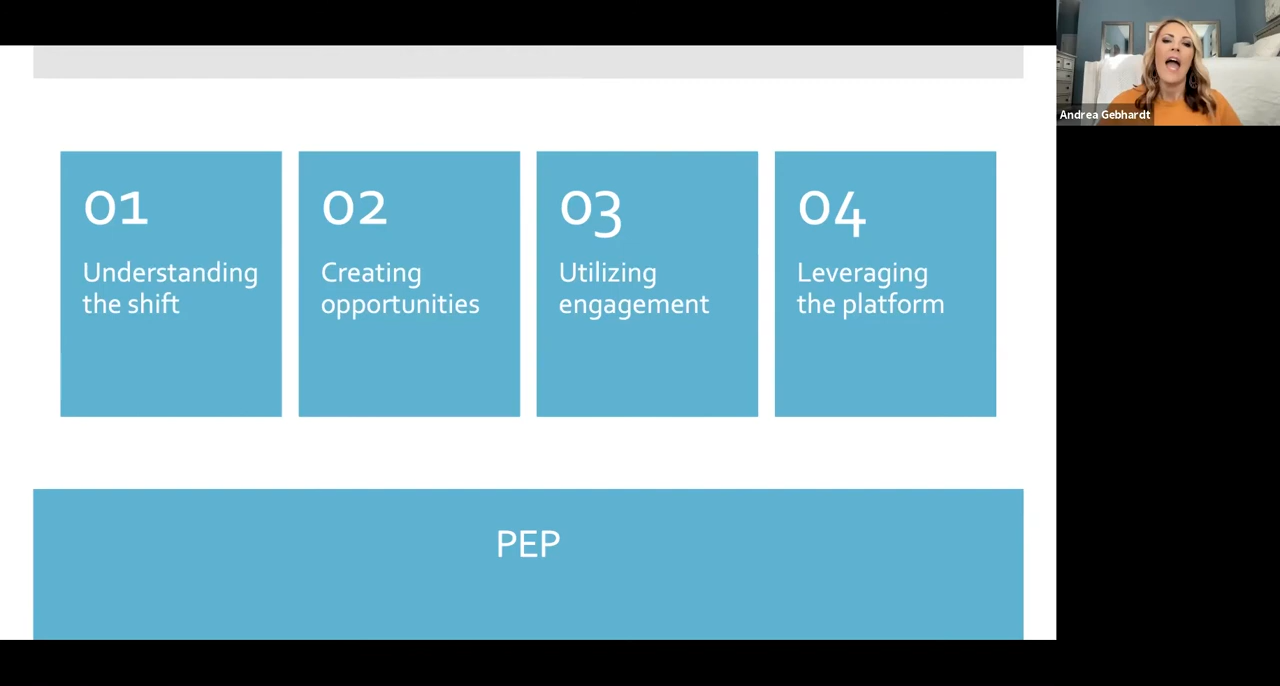 Andrea Gebhardt
01
Understanding
the shift
02
Creating
opportunities
03
Utilizing
engagement
04
Leveraging
the platform
PEP